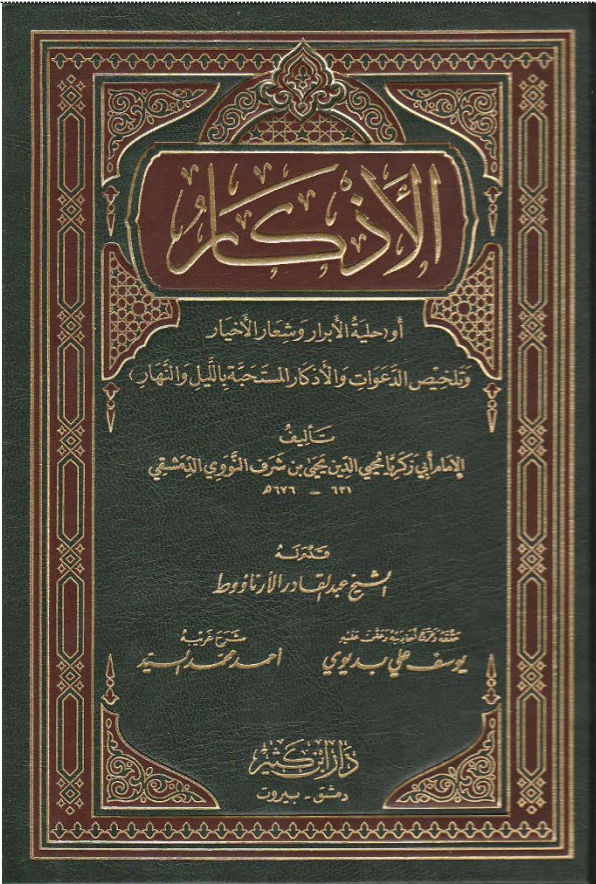 الأذكار
أو (حلية الأبرار وشعار الأخيار
وتلخيص الدعوات والأذكار المستحبة بالليل والنهار)
تأليف
الإمام أبي زكريا محيي الدين يحيى بن شرف النووي الدمشقي
٦٣١ - ٦٧٦ هـ
قدم له
الشيخ عبد القادر الأرناؤوط
حققه وخرج أحاديثه وعلق عليه
يوسف علي بديوي
شرح غريبه
أحمد محمد السيد
دار ابن كثير
دمشق - بيروت